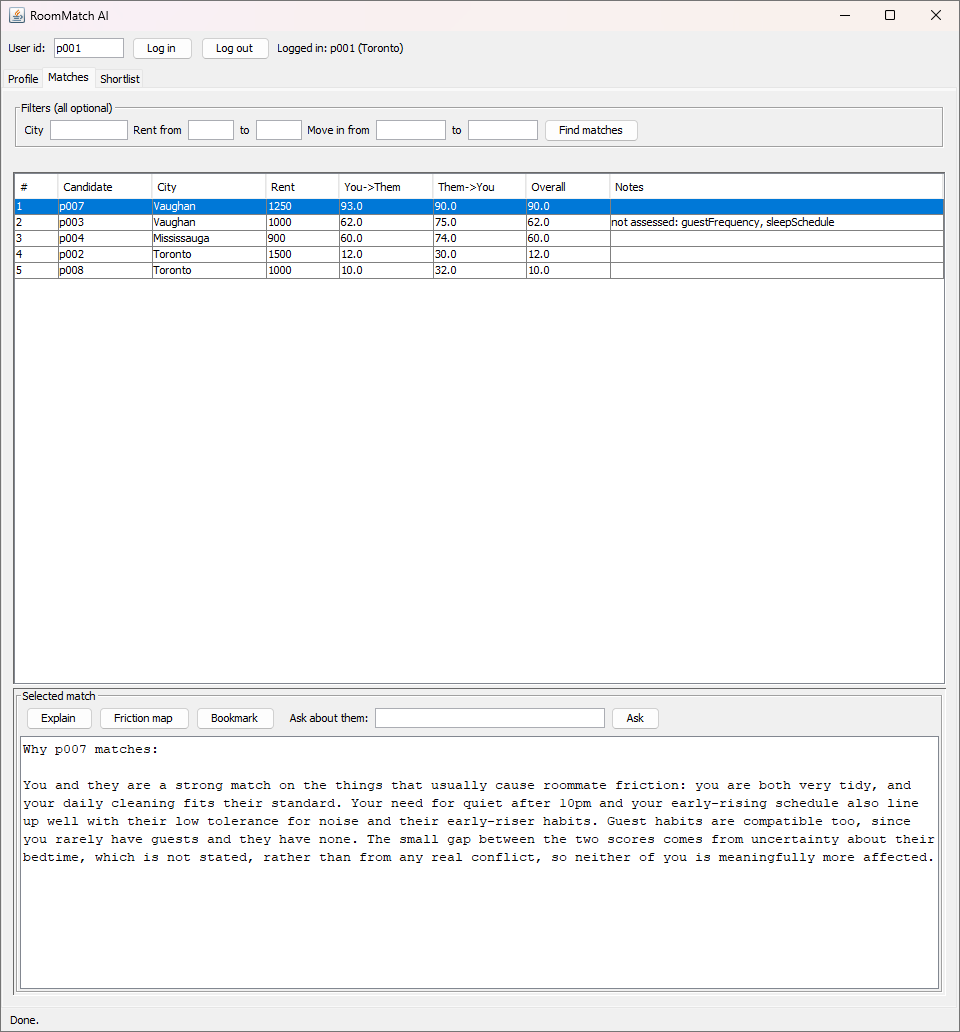 RoomMatch AI
User id: p001 Log in Log out Logged in: p001 (Toronto)
Profile Matches Shortlist
Filters (all optional)
City Rent from to Move in from to Find matches
# Candidate City Rent You->Them Them->You Overall Notes
1 p007 Vaughan 1250 93.0 90.0 90.0
2 p003 Vaughan 1000 62.0 75.0 62.0 not assessed: guestFrequency, sleepSchedule
3 p004 Mississauga 900 60.0 74.0 60.0
4 p002 Toronto 1500 12.0 30.0 12.0
5 p008 Toronto 1000 10.0 32.0 10.0
Selected match
Explain Friction map Bookmark Ask about them: Ask
Why p007 matches:
You and they are a strong match on the things that usually cause roommate friction: you are both very tidy, and
your daily cleaning fits their standard. Your need for quiet after 10pm and your early-rising schedule also line
up well with their low tolerance for noise and their early-riser habits. Guest habits are compatible too, since
you rarely have guests and they have none. The small gap between the two scores comes from uncertainty about their
bedtime, which is not stated, rather than from any real conflict, so neither of you is meaningfully more affected.
Done.